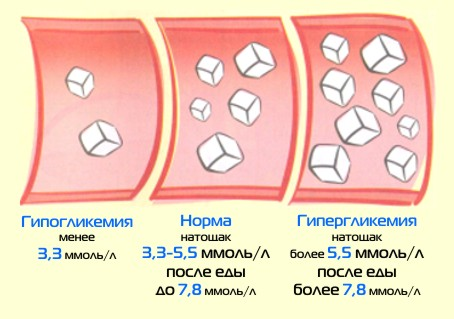 Гипогликемия
менее
3,3 ммоль/л
Норма
натощак
3,3-5,5 ммоль/л
после еды
до 7,8 ммоль/л
Гипергликемия
натощак
более 5,5 ммоль/л
после еды
более 7,8 ммоль/л